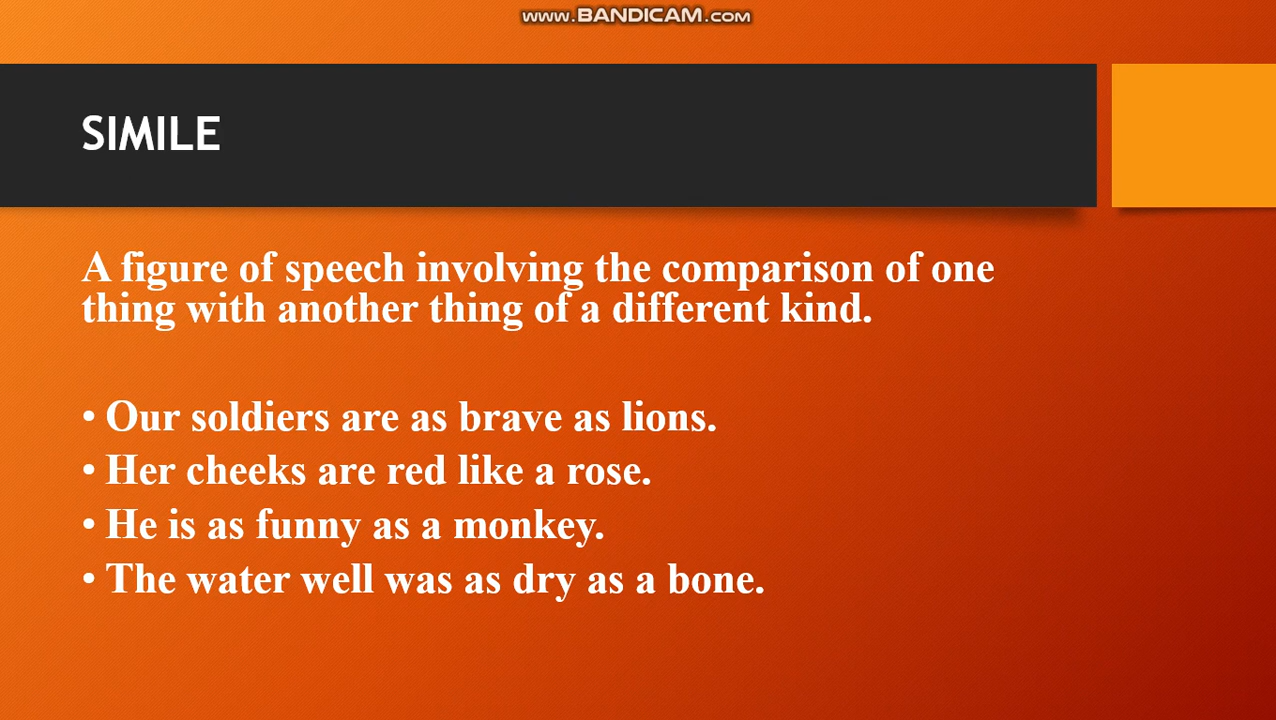 www.BANDICAM.com
SIMILE
A figure of speech involving the comparison of one
thing with another thing of a different kind.
• Our soldiers are as brave as lions.
• Her cheeks are red like a rose.
• He is as funny as a monkey.
• The water well was as dry as a bone.